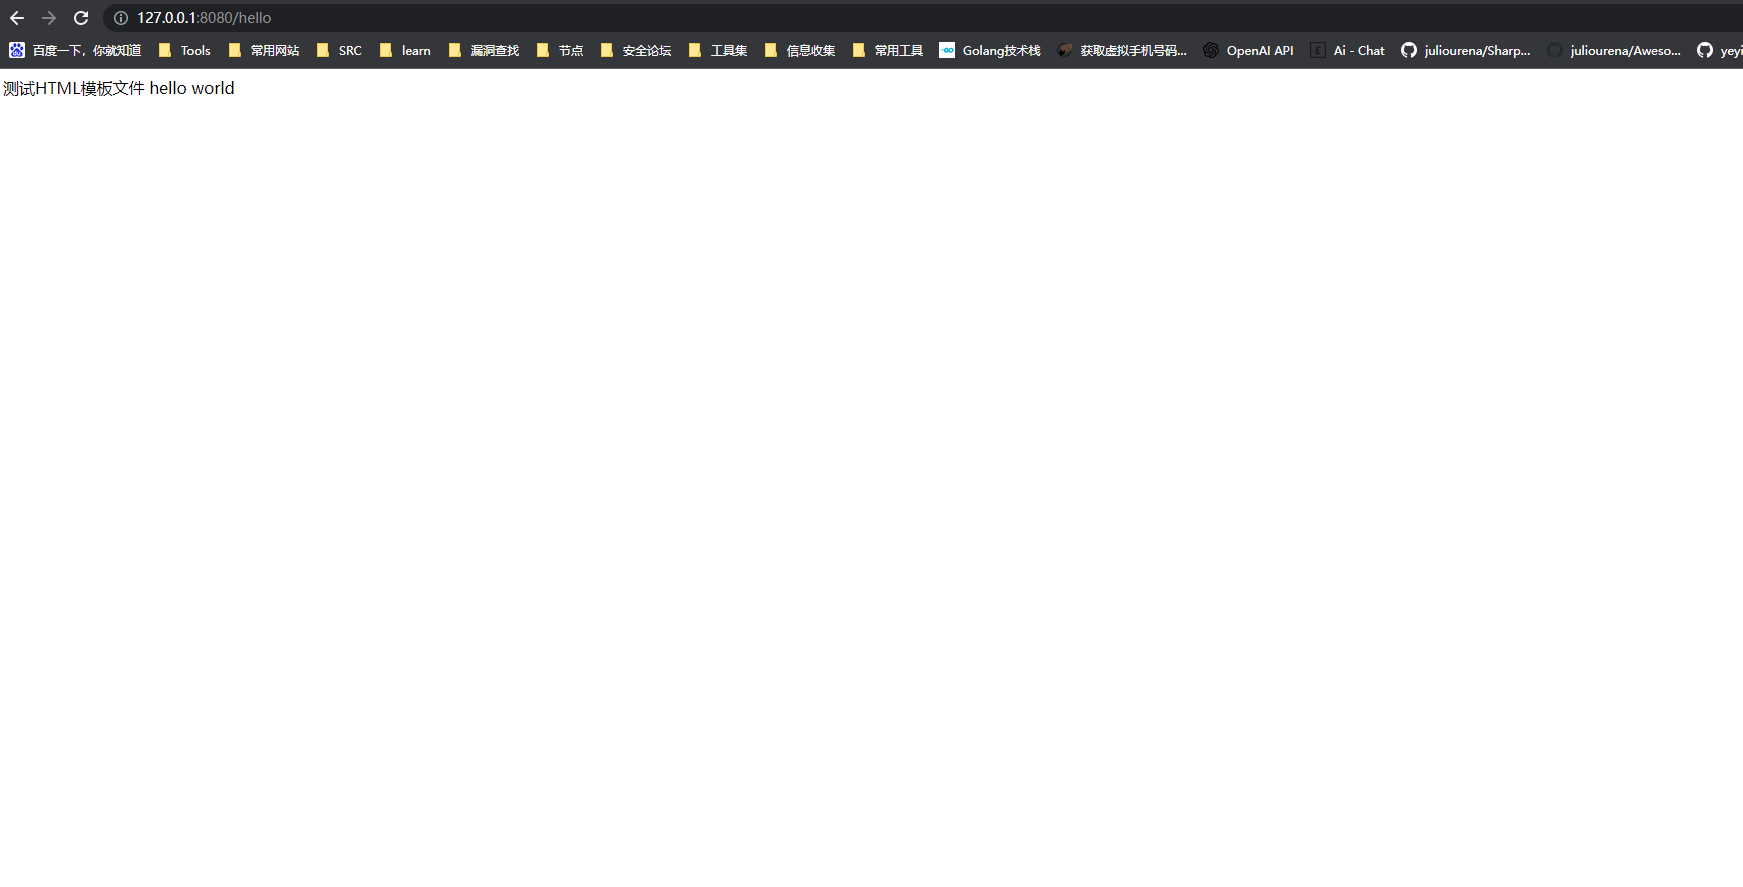 127.0.0.1:8080/hello
百度一下，你就知道 Tools 常用网站 SRC learn 漏洞查找 节点 安全论坛 工具集 信息收集 常用工具 Golang技术栈 获取虚拟手机号码... OpenAI API Ai - Chat juliourena/Sharp... juliourena/Aweso... yeyi
测试HTML模板文件 hello world